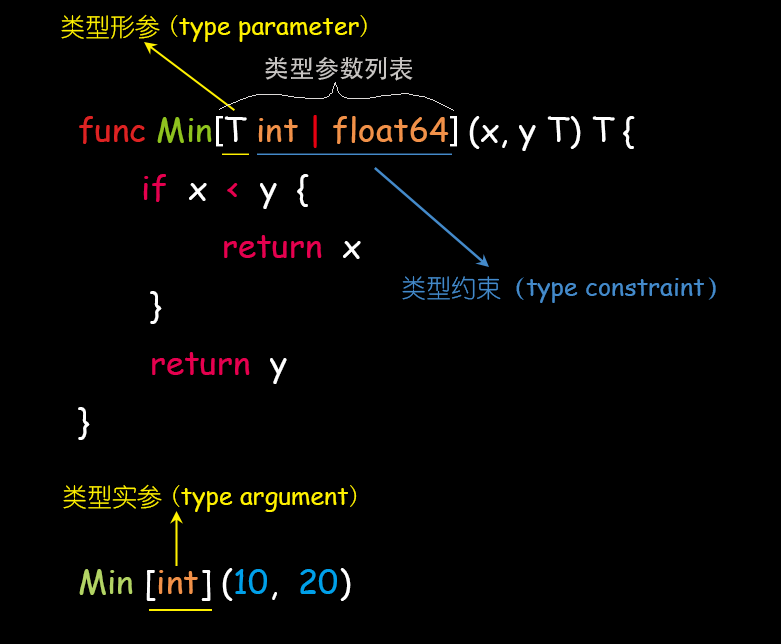 类型形参（type parameter）
类型参数列表
func Min[T int | float64] (x, y T) T {
if x < y {
return x
类型约束（type constraint）
}
return y
}
类型实参（type argument）
Min [int] (10, 20)